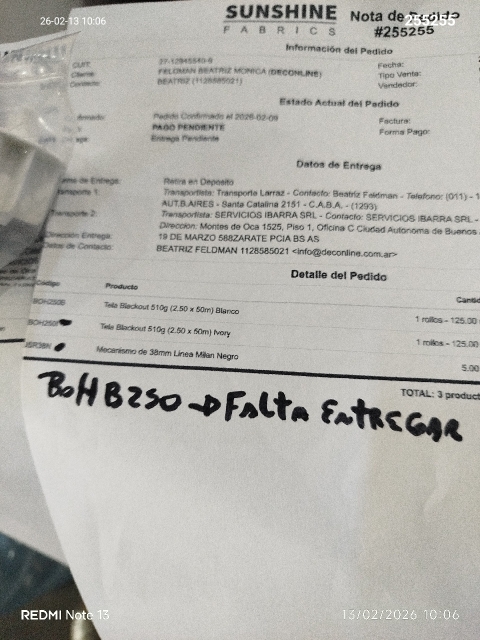 26-02-13 10:06
255255
SUNSHINE
FABRICS
Nota de Pedido
#255255
Información del Pedido
CUIT:
Cliente: FELDMAN BEATRIZ MONICA (DECONLINE)
Contacto: BEATRIZ (1128585021)
Fecha:
Tipo Venta:
Vendedor:
Estado Actual del Pedido
Pedido Confirmado el 2026-02-09
PAGO PENDIENTE
Entrega Pendiente
Factura:
Forma Pago:
Datos de Entrega
de Entrega: Retira en Deposito
1: Transportista: Transporte Larraz - Contacto: Beatriz Feldman - Telefono: (011) - 1
AUT.B.AIRES - Santa Catalina 2151 - C.A.B.A. - (1293)
Transporte 2: Transportista: SERVICIOS IBARRA SRL - Contacto: SERVICIOS IBARRA SRL -
Direccion: Montes de Oca 1525, Piso 1, Oficina C Ciudad Autonoma de Buenos
Dirección Entrega: 19 DE MARZO 588ZARATE PCIA BS AS
Datos de Contacto: BEATRIZ FELDMAN 1128585021 <info@deconline.com.ar>
Detalle del Pedido
Código Producto
Tela Blackout 510g (2.50 x 50m) Blanco 1 rollos - 125.00
Tela Blackout 510g (2.50 x 50m) Ivory 1 rollos - 125.00
Mecanismo de 38mm Linea Milan Negro 5.00
TOTAL: 3 product
BOHB250 → FALTA ENTREGAR
REDMI Note 13
13/02/2026 10:06